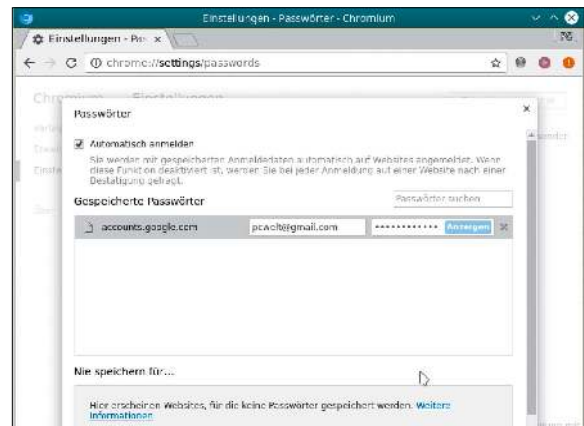 Einstellungen - Passwörter - Chromium
Einstellungen - Pas
chrome://settings/passwords
Chromium Einstellungen
Passwörter
Automatisch anmelden
Sie werden mit gespeicherten Anmeldedaten automatisch auf Websites angemeldet. Wenn
diese Funktion deaktiviert ist, werden Sie bei jeder Anmeldung auf einer Website nach einer
Bestätigung gefragt.
Gespeicherte Passwörter
Passwörter suchen
accounts.google.com pcwelt@gmail.com ************ Anzeigen
Nie speichern für...
Hier erscheinen Websites, für die keine Passwörter gespeichert werden. Weitere
Informationen